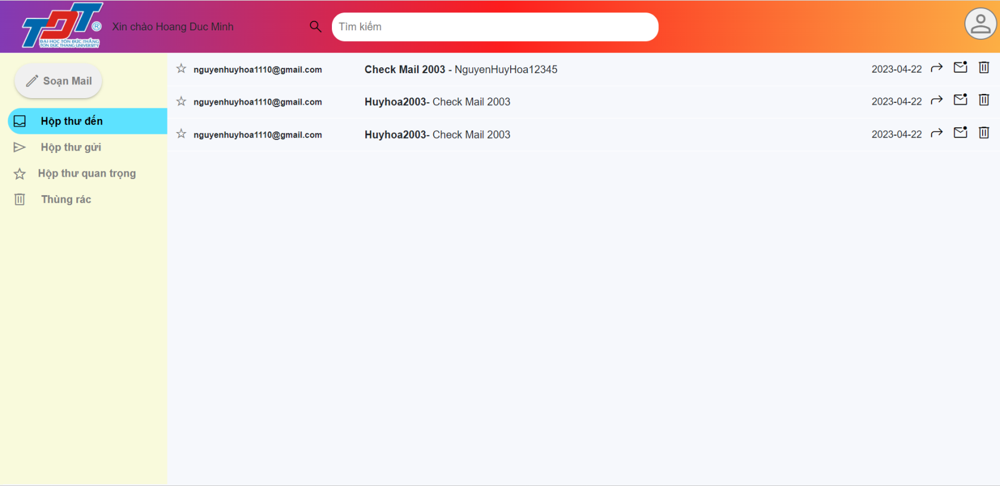 TDT ®
ĐẠI HỌC TÔN ĐỨC THẮNG
TON DUC THANG UNIVERSITY
Xin chào Hoang Duc Minh
Tìm kiếm
Soạn Mail
Hộp thư đến
Hộp thư gửi
Hộp thư quan trọng
Thùng rác
nguyenhuyhoa1110@gmail.com Check Mail 2003 - NguyenHuyHoa12345 2023-04-22
nguyenhuyhoa1110@gmail.com Huyhoa2003- Check Mail 2003 2023-04-22
nguyenhuyhoa1110@gmail.com Huyhoa2003- Check Mail 2003 2023-04-22